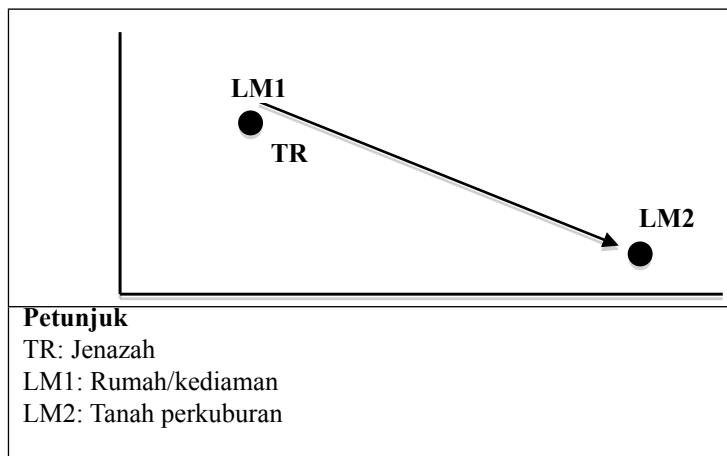 LM1
TR
LM2
Petunjuk
TR: Jenazah
LM1: Rumah/kediaman
LM2: Tanah perkuburan